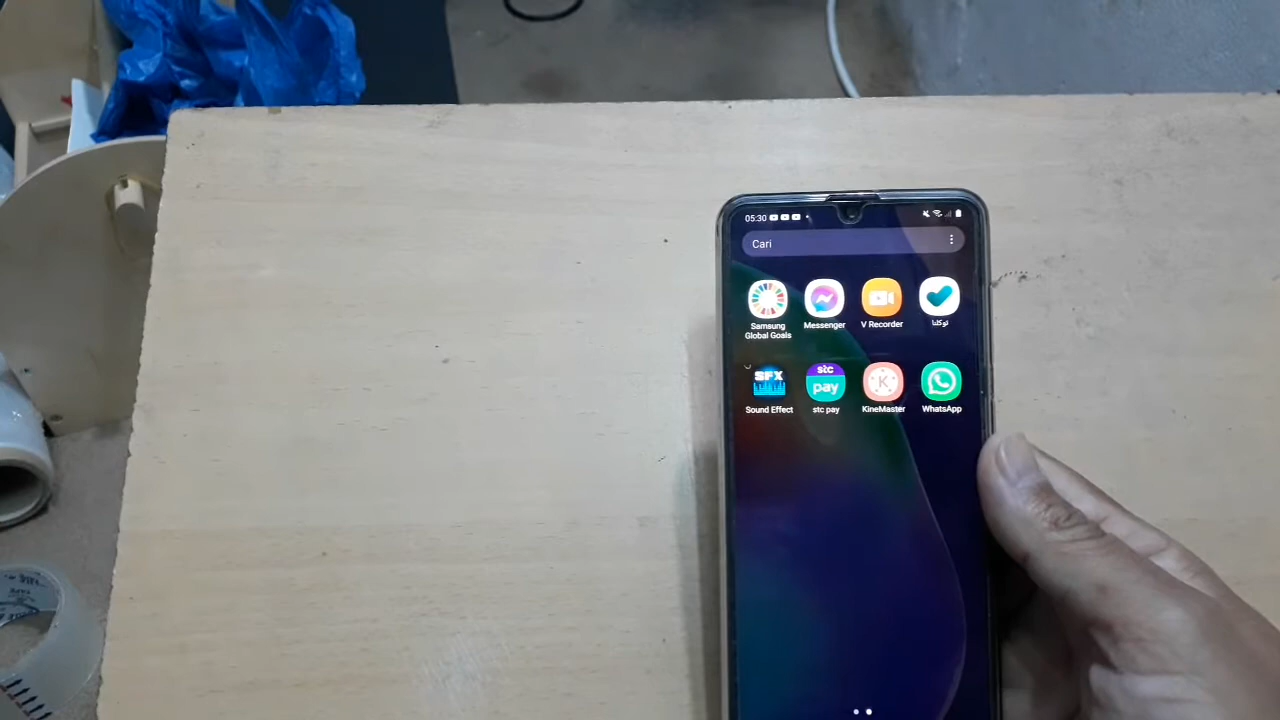 05:30
Cari
Samsung Global Goals
Messenger
V Recorder
توكلنا
SFX
Sound Effect
stc
pay
stc pay
K
KineMaster
WhatsApp